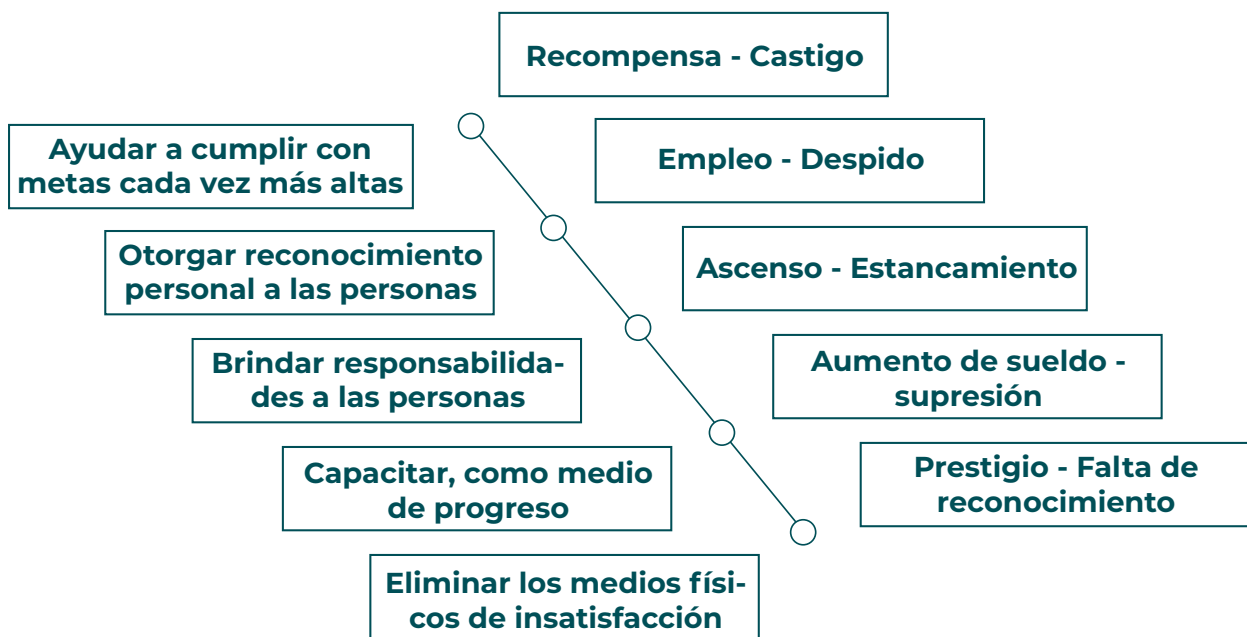 Recompensa - Castigo
Ayudar a cumplir con
metas cada vez más altas
Empleo - Despido
Otorgar reconocimiento
personal a las personas
Ascenso - Estancamiento
Brindar responsabilida-
des a las personas
Aumento de sueldo -
supresión
Capacitar, como medio
de progreso
Prestigio - Falta de
reconocimiento
Eliminar los medios físi-
cos de insatisfacción